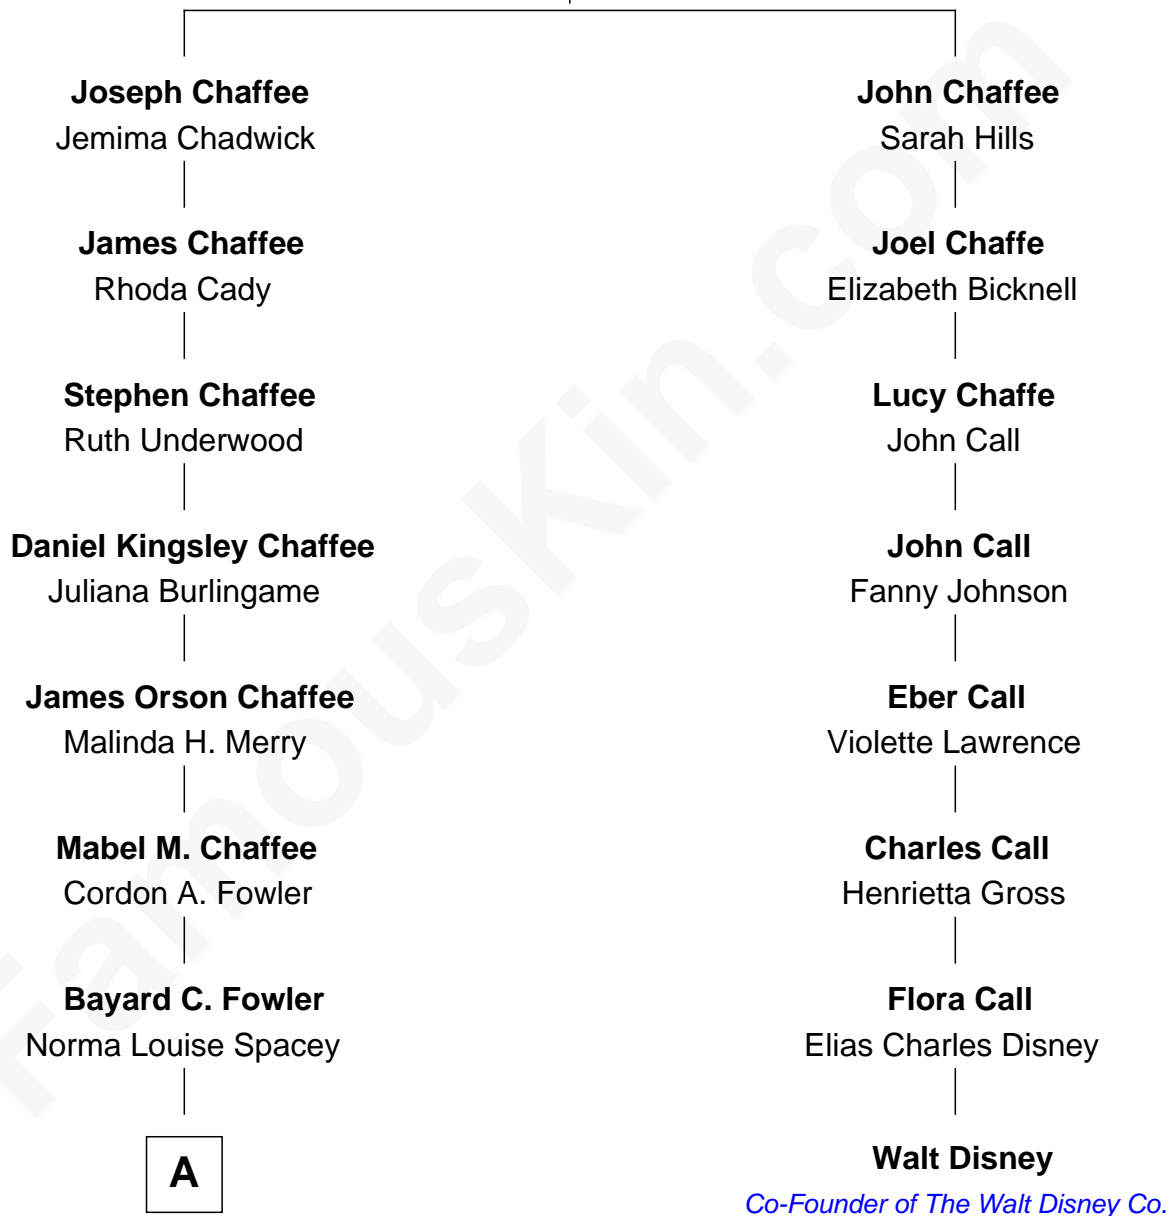 Joseph Chaffee
Jemima Chadwick
James Chaffee
Rhoda Cady
Stephen Chaffee
Ruth Underwood
Daniel Kingsley Chaffee
Juliana Burlingame
James Orson Chaffee
Malinda H. Merry
Mabel M. Chaffee
Cordon A. Fowler
Bayard C. Fowler
Norma Louise Spacey
A
John Chaffee
Sarah Hills
Joel Chaffe
Elizabeth Bicknell
Lucy Chaffe
John Call
John Call
Fanny Johnson
Eber Call
Violette Lawrence
Charles Call
Henrietta Gross
Flora Call
Elias Charles Disney
Walt Disney
Co-Founder of The Walt Disney Co.
FamousKin.com